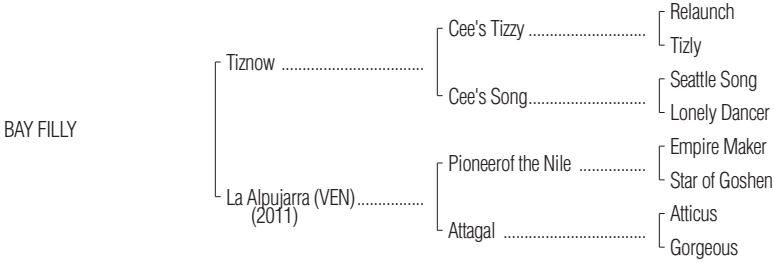 Relaunch
Cee's Tizzy ..............................
Tizly
Tiznow ....................................
Seattle Song
Cee's Song..............................
Lonely Dancer
BAY FILLY
Empire Maker
Pioneerof the Nile .................
Star of Goshen
La Alpujarra (VEN)................
(2011)
Atticus
Attagal ....................................
Gorgeous